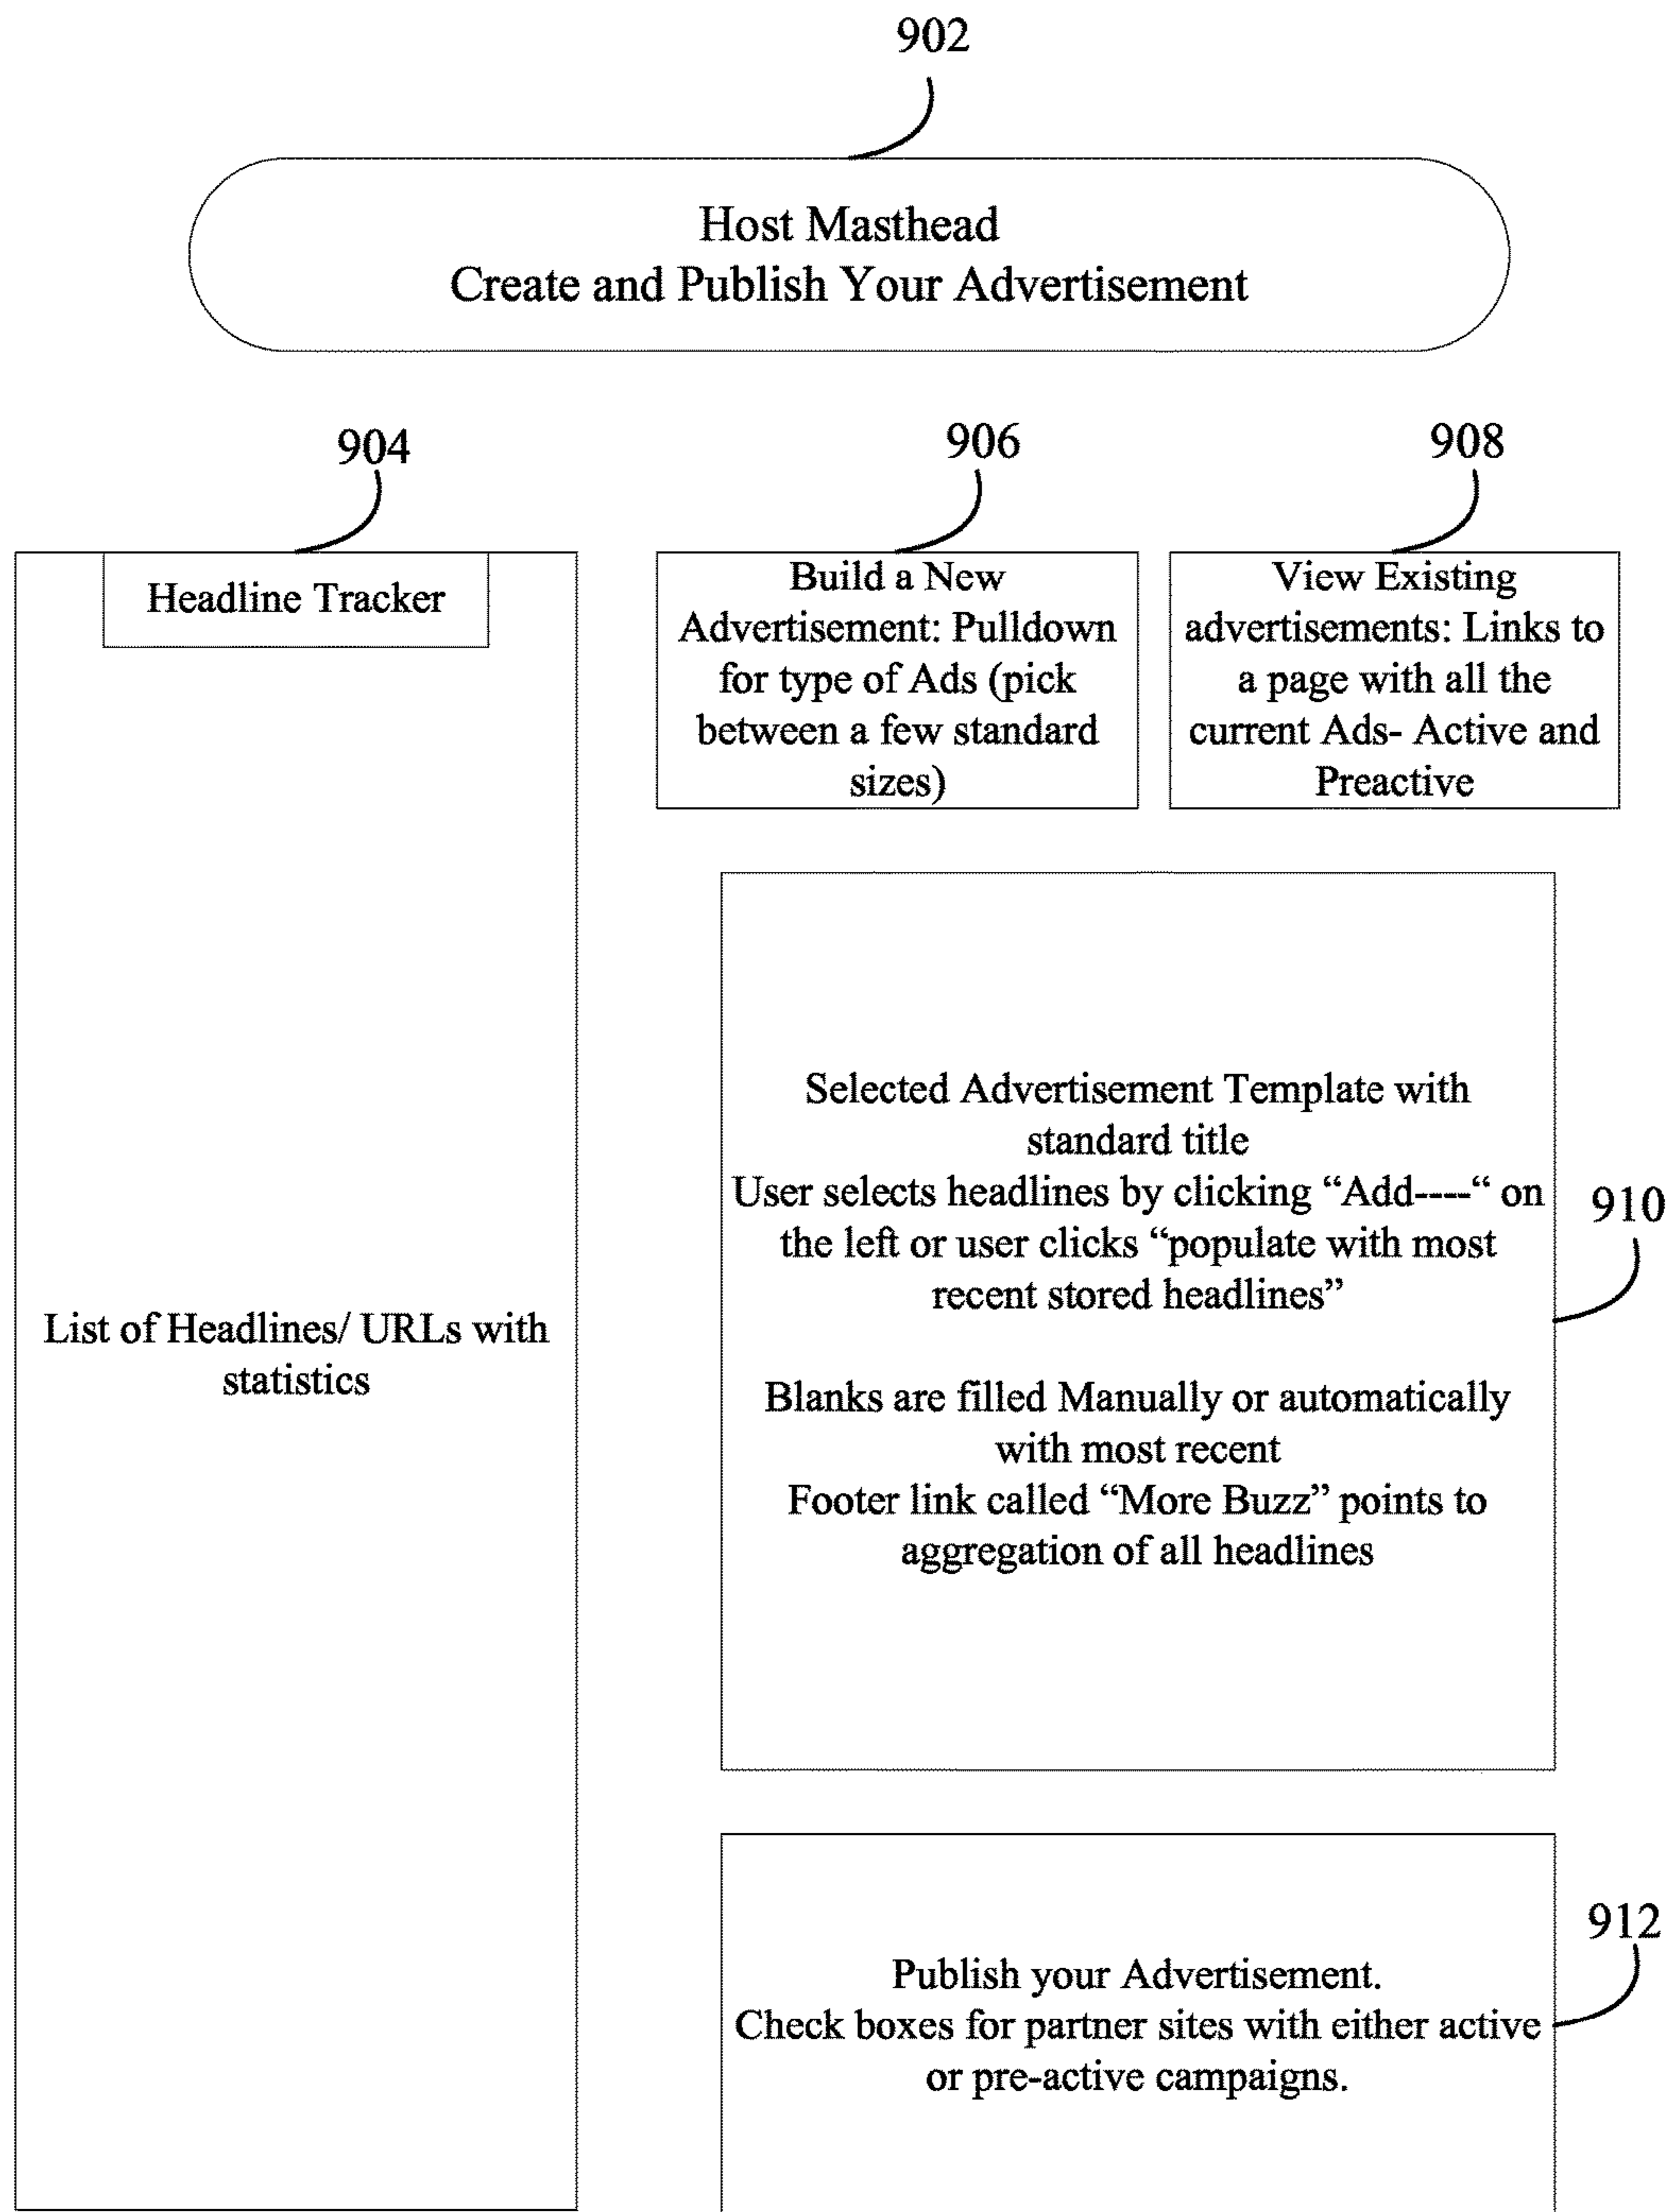 902
Host Masthead
Create and Publish Your Advertisement
904
Headline Tracker
List of Headlines/ URLs with
statistics
906
Build a New
Advertisement: Pulldown
for type of Ads (pick
between a few standard
sizes)
908
View Existing
advertisements: Links to
a page with all the
current Ads- Active and
Preactive
Selected Advertisement Template with
standard title
User selects headlines by clicking “Add----“ on
the left or user clicks “populate with most
recent stored headlines”
Blanks are filled Manually or automatically
with most recent
Footer link called “More Buzz” points to
aggregation of all headlines
910
Publish your Advertisement.
Check boxes for partner sites with either active
or pre-active campaigns.
912